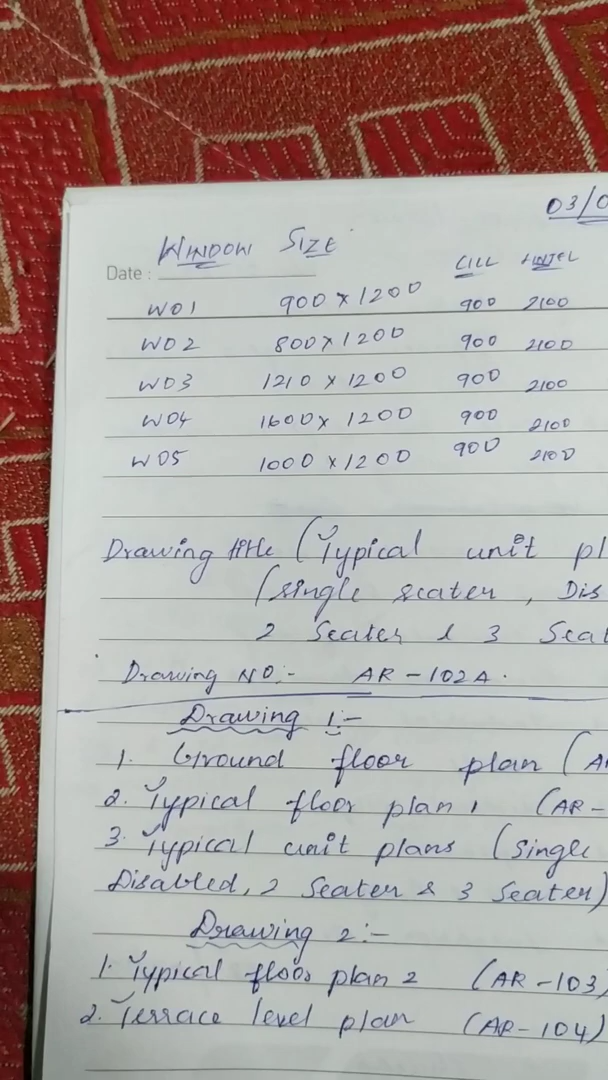 03/0
WINDOW SIZE
Date :
CILL LINTEL
W01 900 x 1200 900 2100
W02 800 x 1200 900 2100
W03 1210 x 1200 900 2100
W04 1600 x 1200 900 2100
W05 1000 x 1200 900 2100
Drawing title (Typical unit pl
(single seater, Dis
2 Seater & 3 Seat
Drawing NO:- AR-102A.
Drawing 1:-
1. Ground floor plan (A
2. Typical floor plan 1 (AR-
3. Typical unit plans (Single
Disabled, 2 Seater & 3 Seater)
Drawing 2:-
1. Typical floor plan 2 (AR-103)
2. Terrace level plan (AR-104)